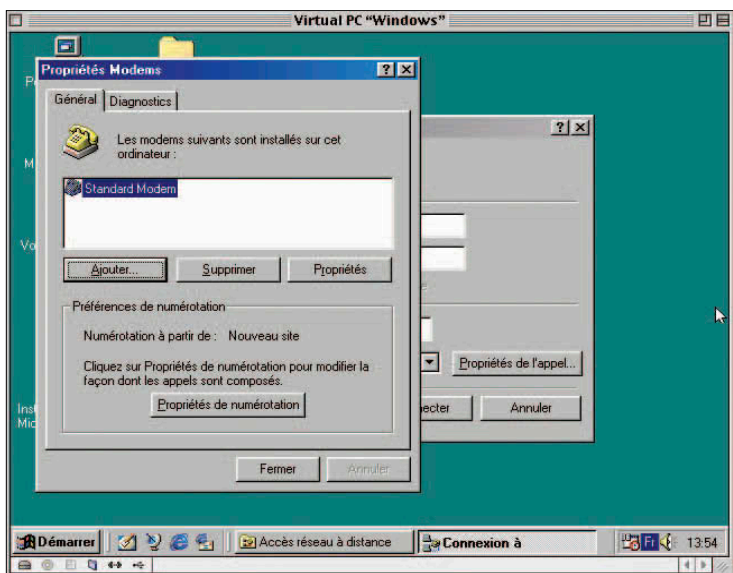 Virtual PC “Windows”
Propriétés Modems
Général
Diagnostics
Les modems suivants sont installés sur cet
ordinateur :
Standard Modem
Ajouter...
Supprimer
Propriétés
Préférences de numérotation
Numérotation à partir de : Nouveau site
Cliquez sur Propriétés de numérotation pour modifier la
façon dont les appels sont composés.
Propriétés de numérotation
Fermer
Annuler
Propriétés de l'appel...
ecter
Annuler
Inst
Mic
Démarrer
Accès réseau à distance
Connexion à
Fr
13:54